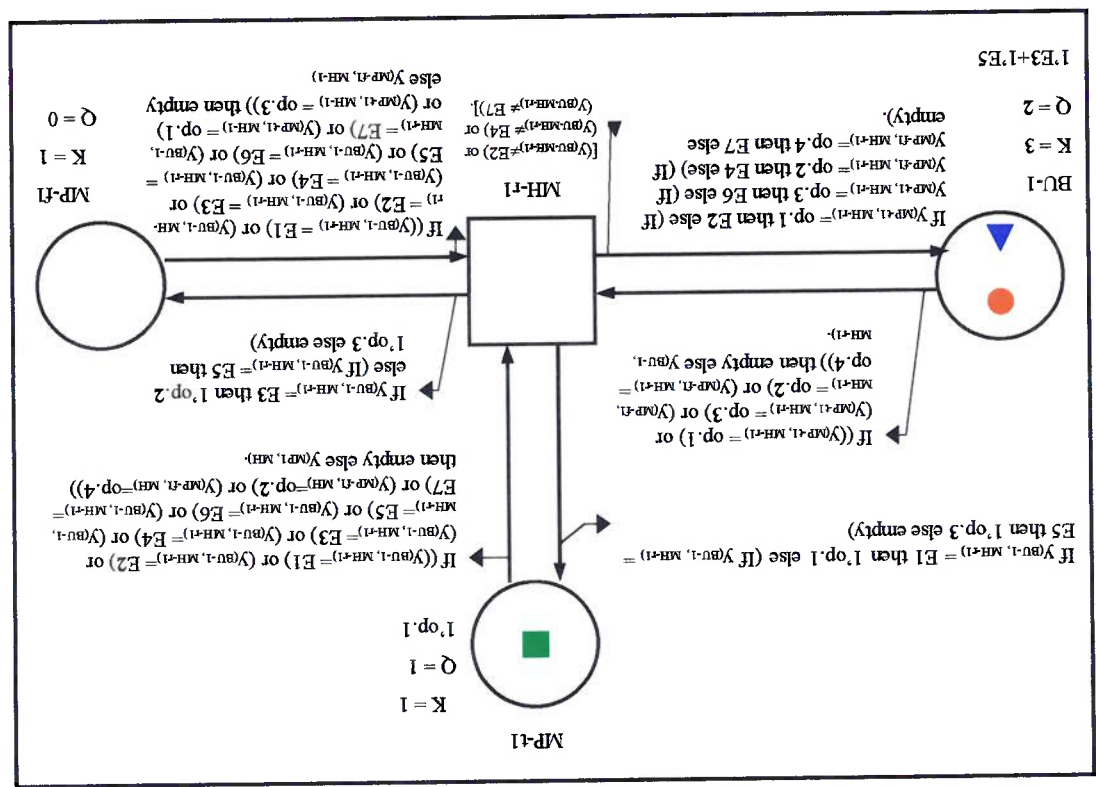 MP-t1
K = 1
Q = 1
1'op.1
If y(BU-1, MH-r1) = E1 then 1'op.1 else (If y(BU-1, MH-r1) =
E5 then 1'op.3 else empty)
If ((y(BU-1, MH-r1)= E1) or (y(BU-1, MH-r1)= E2) or
(y(BU-1, MH-r1)= E3) or (y(BU-1, MH-r1)= E4) or (y(BU-1,
MH-r1)= E5) or (y(BU-1, MH-r1)= E6) or (y(BU-1, MH-r1)=
E7) or (y(MP-f1, MH)=op.2) or (y(MP-f1, MH)=op.4))
then empty else y(MP1, MH).
If ((y(MP-t1, MH-r1) = op.1) or
(y(MP-t1, MH-r1) = op.3) or (y(MP-f1,
MH-r1) = op.2) or (y(MP-f1, MH-r1) =
op.4)) then empty else y(BU-1,
MH-r1).
If y(BU-1, MH-r1)= E3 then 1'op.2
else (If y(BU-1, MH-r1)= E5 then
1'op.3 else empty)
BU-1
K = 3
Q = 2
1'E3+1'E5
If y(MP-t1, MH-r1)= op.1 then E2 else (If
y(MP-t1, MH-r1)= op.3 then E6 else (If
y(MP-f1, MH-r1)= op.2 then E4 else) (If
y(MP-f1, MH-r1)= op.4 then E7 else
empty).
MH-r1
[(y(BU-MH-r1)≠E2) or
(y(BU-MH-r1)≠ E4) or
(y(BU-MH-r1)≠ E7)].
If ((y(BU-1, MH-r1) = E1) or (y(BU-1, MH-
r1) = E2) or (y(BU-1, MH-r1) = E3) or
(y(BU-1, MH-r1) = E4) or (y(BU-1, MH-r1) =
E5) or (y(BU-1, MH-r1) = E6) or (y(BU-1,
MH-r1)= E7) or (y(MP-t1, MH-1) = op.1)
or (y(MP-t1, MH-1) = op.3)) then empty
else y(MP-f1, MH-1)
MP-f1
K = 1
Q = 0